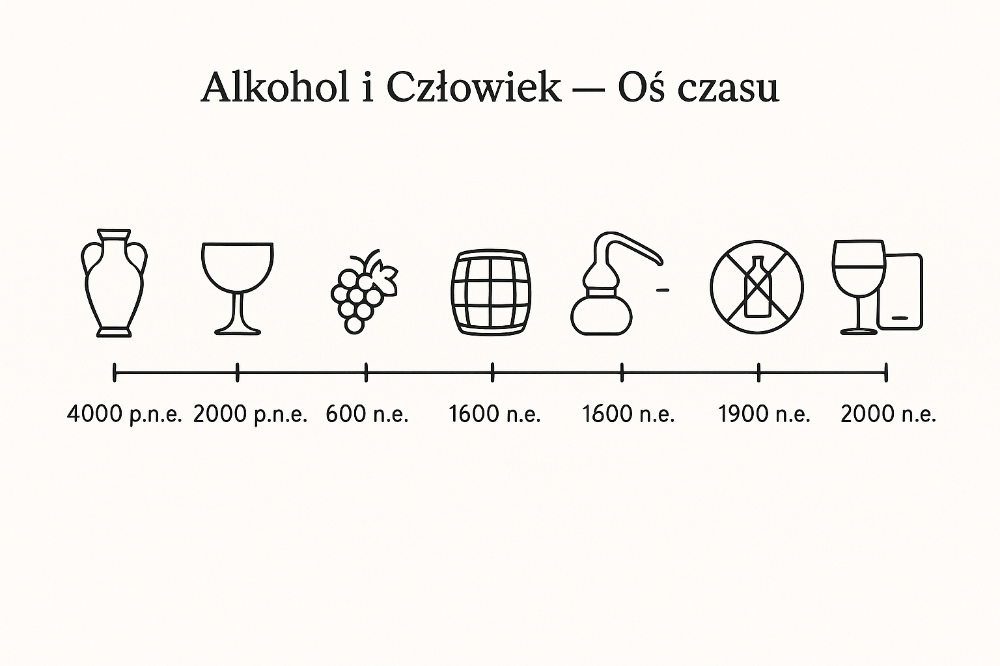 Alkohol i Człowiek — Oś czasu
4000 p.n.e. 2000 p.n.e. 600 n.e. 1600 n.e. 1600 n.e. 1900 n.e. 2000 n.e.